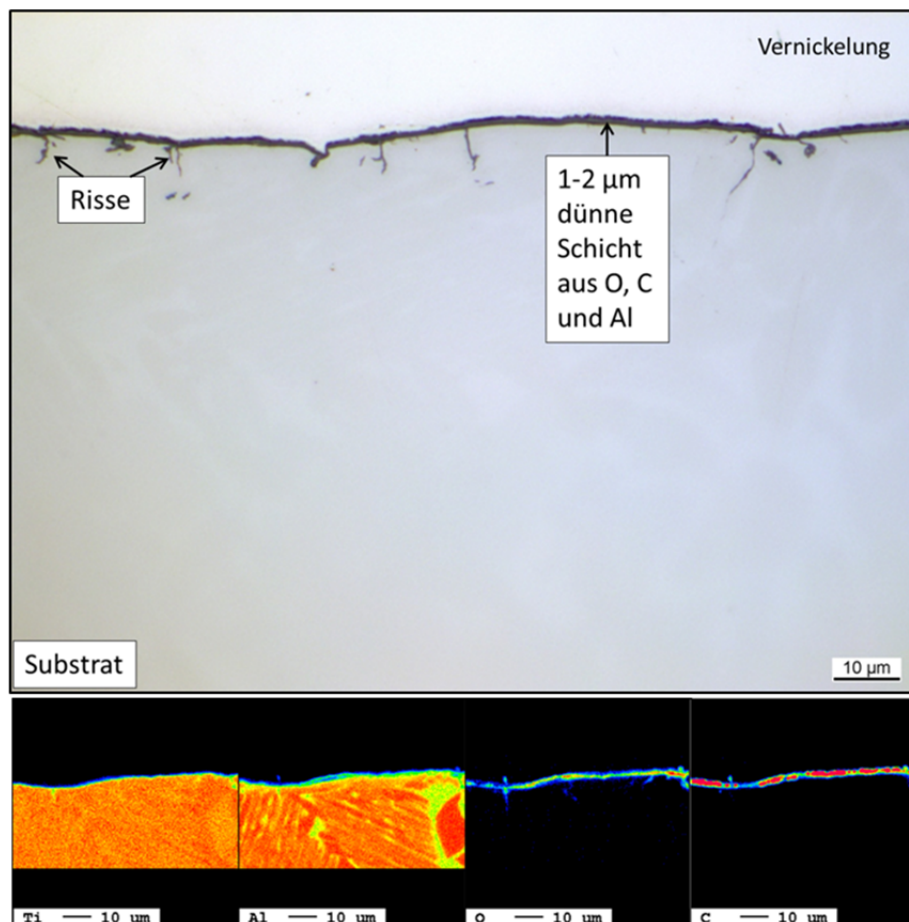 Vernickelung
Risse
1-2 µm
dünne
Schicht
aus O, C
und Al
Substrat
10 µm
Ti 10 µm Al 10 µm O 10 µm C 10 µm